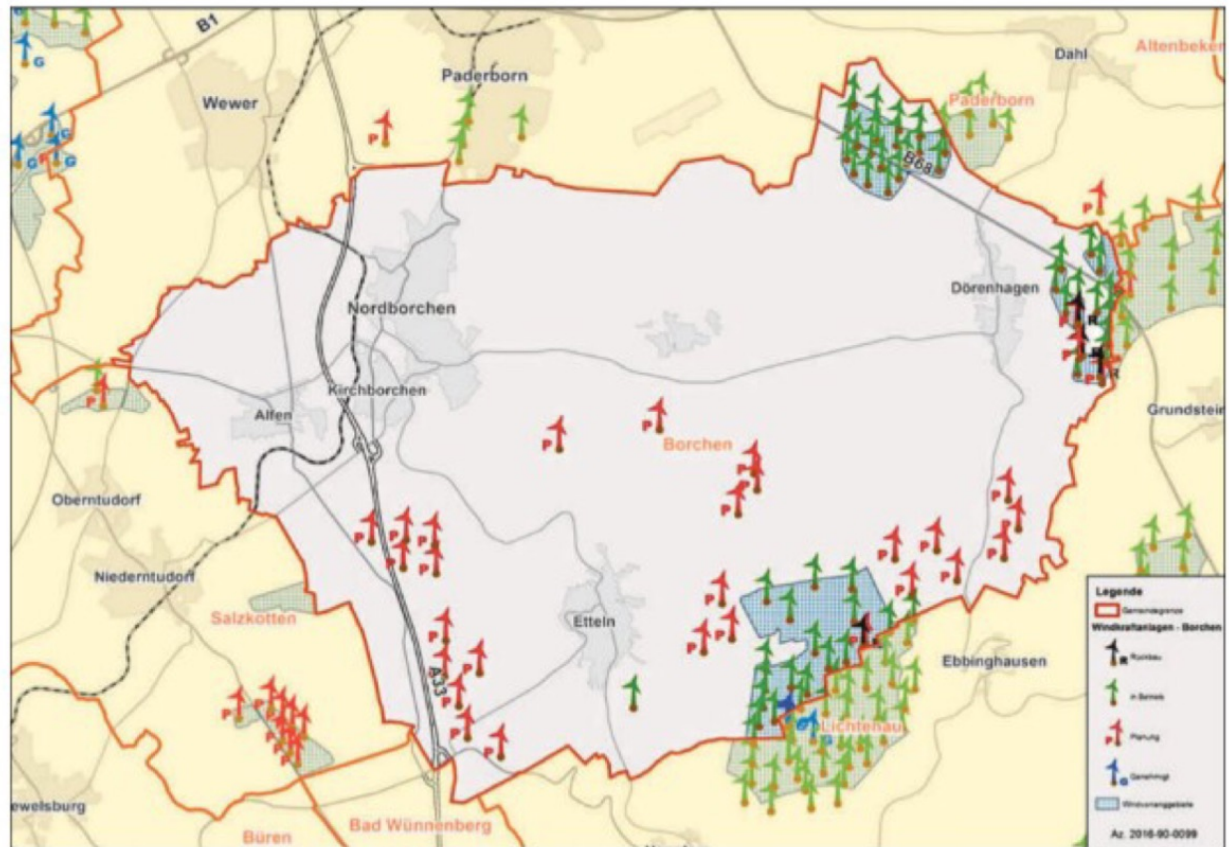 B1
Paderborn
Wewer
Dahl
Altenbeken
Paderborn
B68
G
G
G
G
P
P
P
Nordborchen
Dörenhagen
R
R
Kirchborchen
Alfen
Borchen
Grundstein
P
P
P
P
Oberntudorf
Niederntudorf
Salzkotten
Etteln
Ebbinghausen
A33
Lichtenau
G
ewelsburg
Büren
Bad Wünnenberg
Legende
Gemeindegrenze
Windkraftanlagen - Borchen
R Rückbau
in Betrieb
P Planung
G Genehmigt
Windvorranggebiete
Az. 2016-90-0099